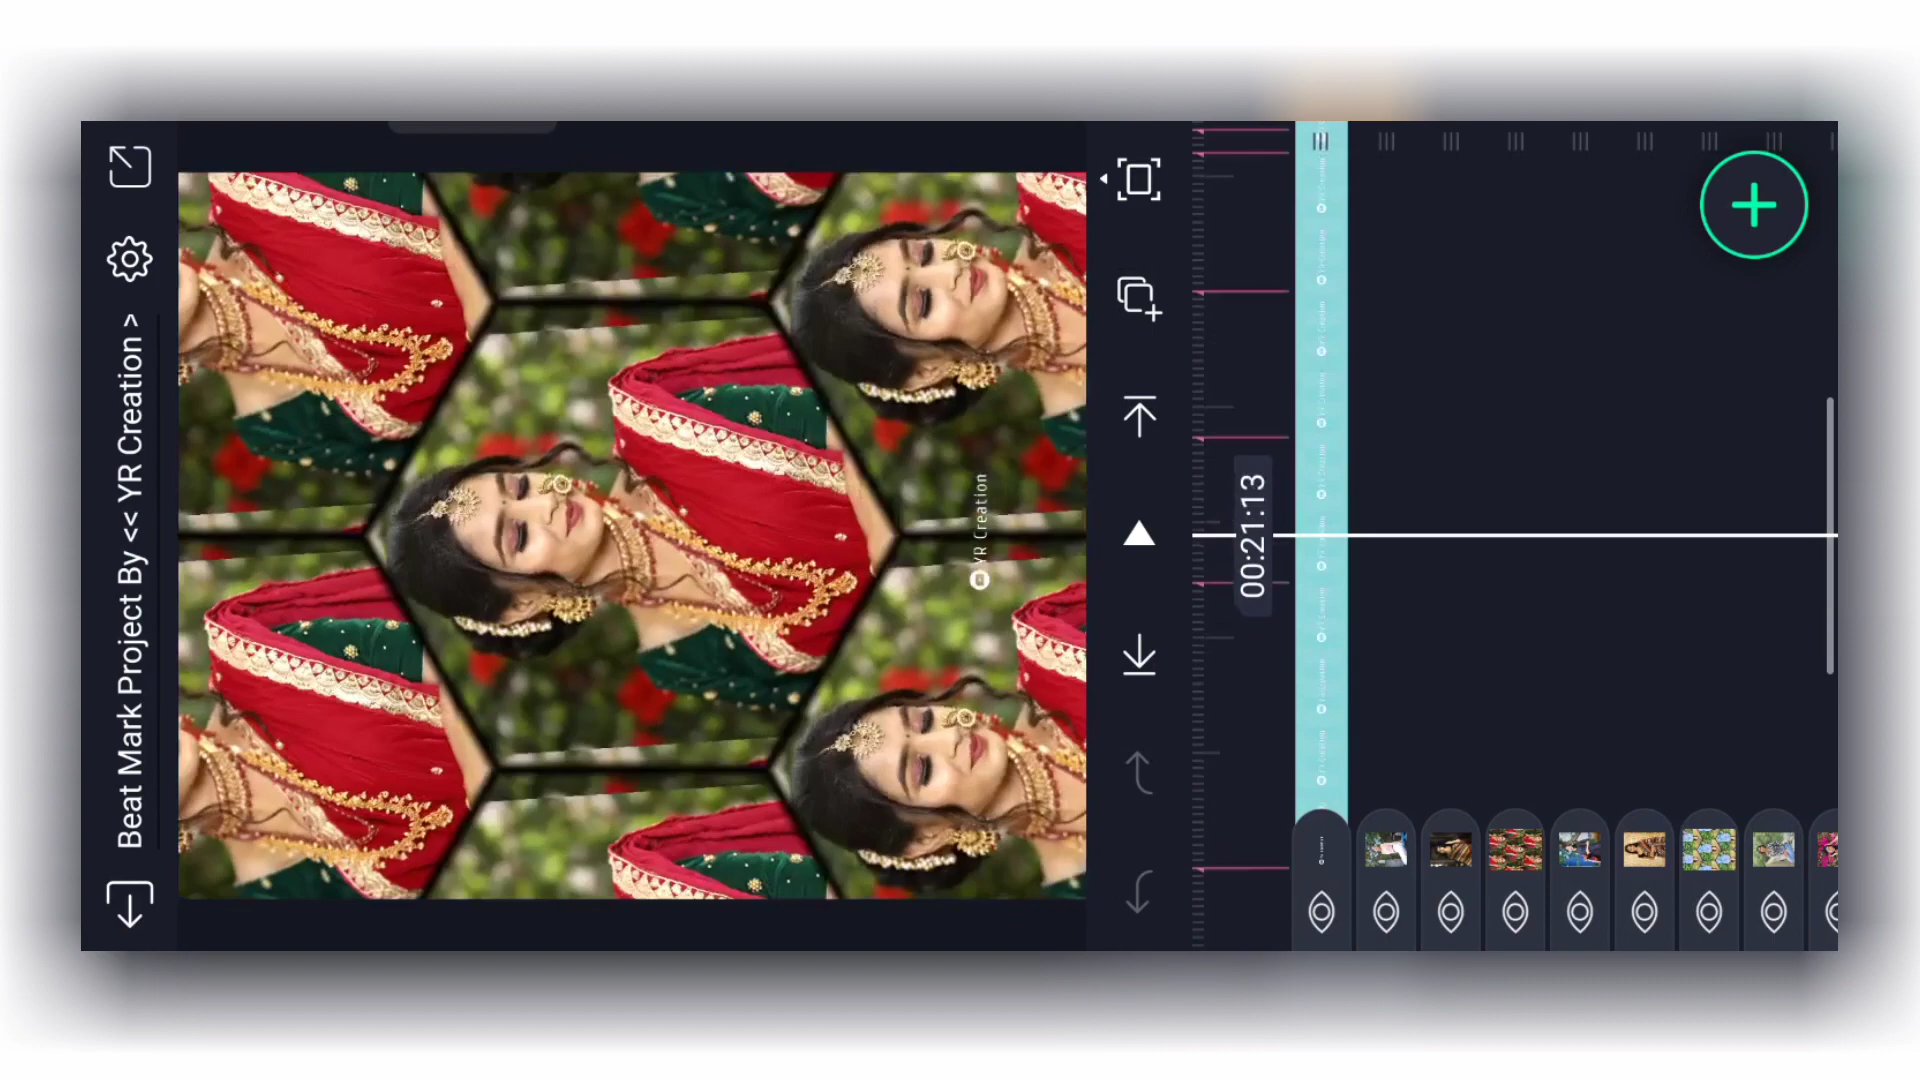 Beat Mark Project By << YR Creation >
YR Creation
00:21:13